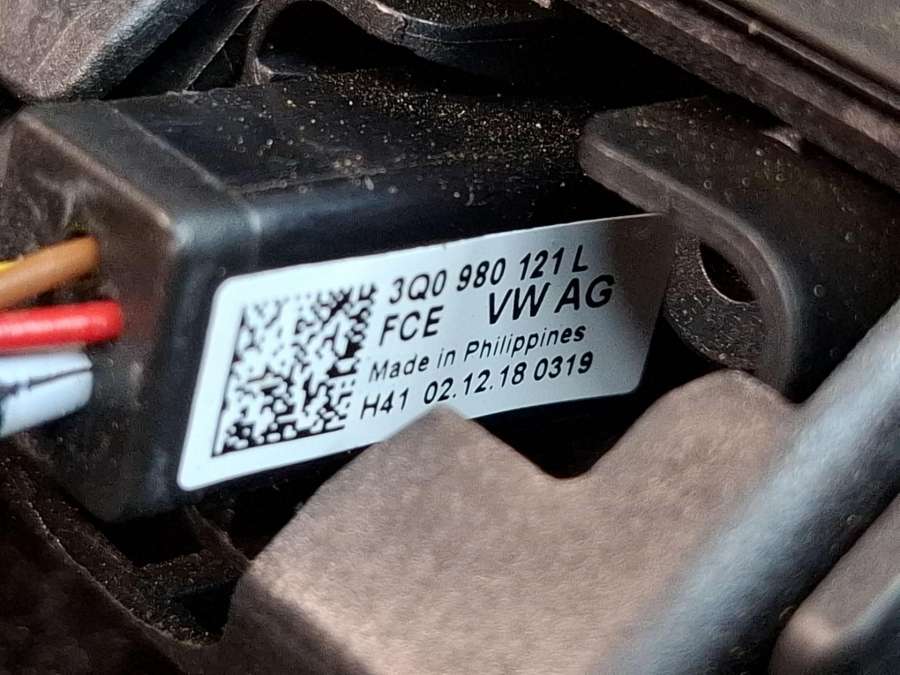 3Q0 980 121 L
FCE VW AG
Made in Philippines
H41 02.12.18 0319